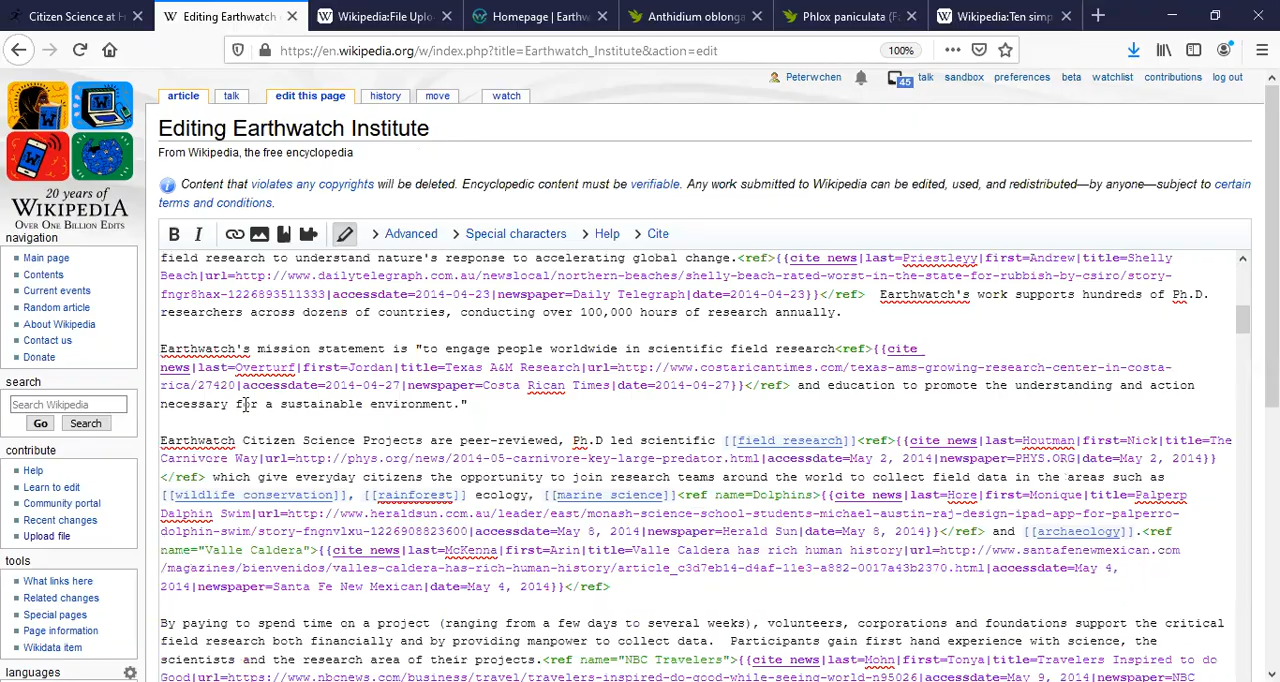 Citizen Science at H
Editing Earthwatch
Wikipedia:File Uplo
Homepage | Earthw
Anthidium oblonga
Phlox paniculata (F
Wikipedia:Ten simp
https://en.wikipedia.org/w/index.php?title=Earthwatch_Institute&action=edit
100%
Peterwchen 45 talk sandbox preferences beta watchlist contributions log out
article talk edit this page history move watch
Editing Earthwatch Institute
From Wikipedia, the free encyclopedia
Content that violates any copyrights will be deleted. Encyclopedic content must be verifiable. Any work submitted to Wikipedia can be edited, used, and redistributed—by anyone—subject to certain
terms and conditions.
20 years of
WIKIPEDIA
OVER ONE BILLION EDITS
navigation
Main page
Contents
Current events
Random article
About Wikipedia
Contact us
Donate
search
Search Wikipedia
Go Search
contribute
Help
Learn to edit
Community portal
Recent changes
Upload file
tools
What links here
Related changes
Special pages
Page information
Wikidata item
languages
B I Advanced Special characters Help Cite
field research to understand nature's response to accelerating global change.<ref>{{cite news|last=Priestleyy|first=Andrew|title=Shelly
Beach|url=http://www.dailytelegraph.com.au/newslocal/northern-beaches/shelly-beach-rated-worst-in-the-state-for-rubbish-by-csiro/story-
fngr8hax-1226893511333|accessdate=2014-04-23|newspaper=Daily Telegraph|date=2014-04-23}}</ref>  Earthwatch's work supports hundreds of Ph.D.
researchers across dozens of countries, conducting over 100,000 hours of research annually.
Earthwatch's mission statement is "to engage people worldwide in scientific field research<ref>{{cite
news|last=Overturf|first=Jordan|title=Texas A&M Research|url=http://www.costaricantimes.com/texas-ams-growing-research-center-in-costa-
rica/27420|accessdate=2014-04-27|newspaper=Costa Rican Times|date=2014-04-27}}</ref> and education to promote the understanding and action
necessary for a sustainable environment."
Earthwatch Citizen Science Projects are peer-reviewed, Ph.D led scientific [[field research]]<ref>{{cite news|last=Houtman|first=Nick|title=The
Carnivore Way|url=http://phys.org/news/2014-05-carnivore-key-large-predator.html|accessdate=May 2, 2014|newspaper=PHYS.ORG|date=May 2, 2014}}
</ref> which give everyday citizens the opportunity to join research teams around the world to collect field data in the areas such as
[[wildlife conservation]], [[rainforest]] ecology, [[marine science]]<ref name=Dolphins>{{cite news|last=Hore|first=Monique|title=Palperp
Dalphin Swim|url=http://www.heraldsun.com.au/leader/east/monash-science-school-students-michael-austin-raj-design-ipad-app-for-palperro-
dolphin-swim/story-fngnvlxu-1226908823600|accessdate=May 8, 2014|newspaper=Herald Sun|date=May 8, 2014}}</ref> and [[archaeology]].<ref
name="Valle Caldera">{{cite news|last=McKenna|first=Arin|title=Valle Caldera has rich human history|url=http://www.santafenewmexican.com
/magazines/bienvenidos/valles-caldera-has-rich-human-history/article_c3d7eb14-d4af-11e3-a882-0017a43b2370.html|accessdate=May 4,
2014|newspaper=Santa Fe New Mexican|date=May 4, 2014}}</ref>
By paying to spend time on a project (ranging from a few days to several weeks), volunteers, corporations and foundations support the critical
field research both financially and by providing manpower to collect data.  Participants gain first hand experience with science, the
scientists and the research area of their projects.<ref name="NBC Travelers">{{cite news|last=Mohn|first=Tonya|title=Travelers Inspired to do
Good|url=https://www.nbcnews.com/business/travel/travelers-inspired-do-good-while-seeing-world-n95026|accessdate=May 9, 2014|newspaper=NBC